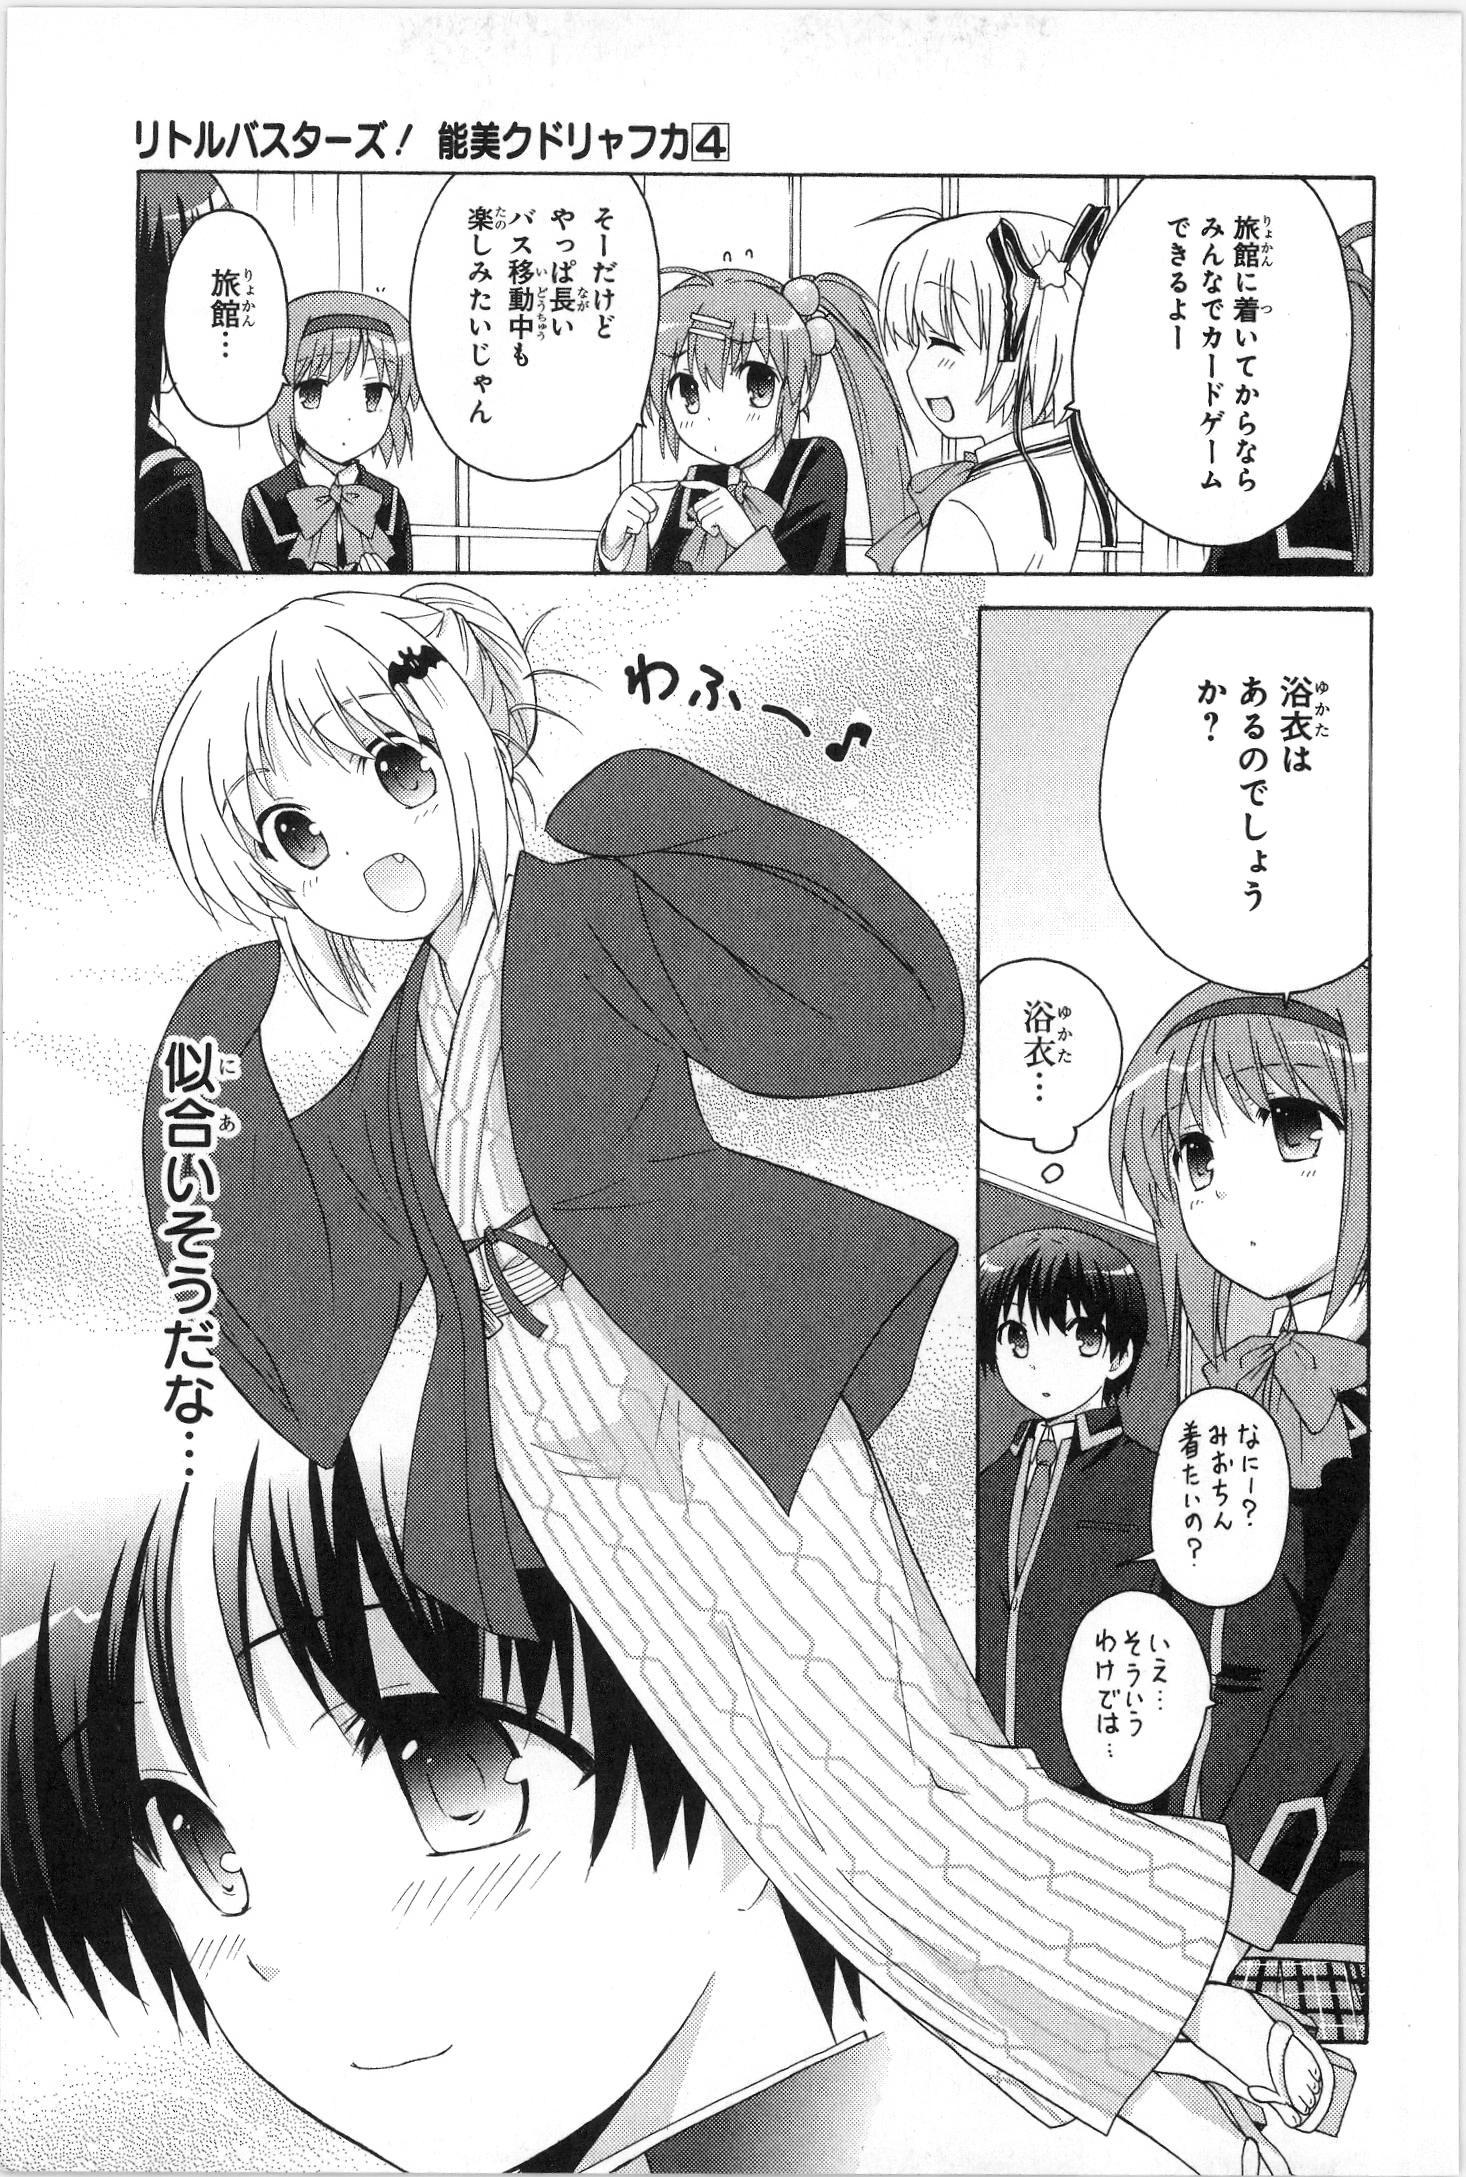 リトルバスターズ! 能美クドリャフカ4
旅館に着いてからなら
みんなでカードゲーム
できるよー
そーだけど
やっぱ長い
バス移動中も
楽しみたいじゃん
旅館…
浴衣は
あるのでしょう
か?
浴衣…
なにー?
みおちん
着たいの?
いえ…
そういう
わけでは…
わふー♪
似合いそうだな…